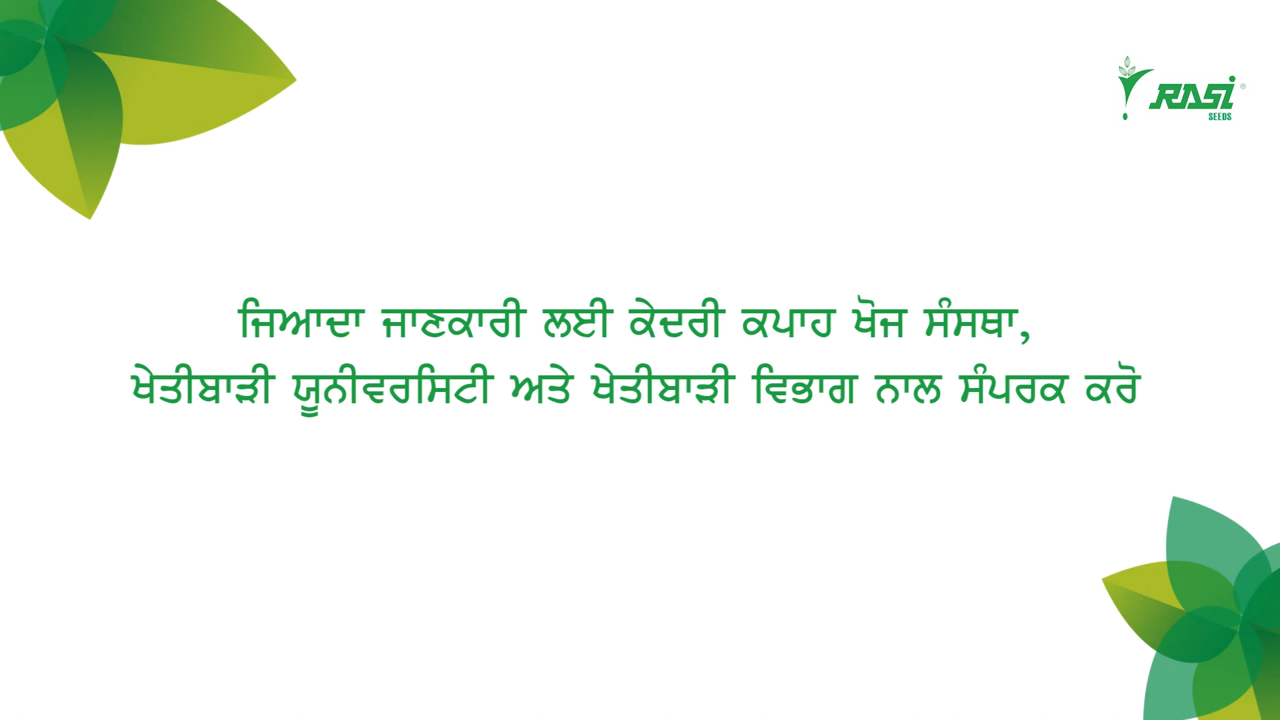 RASI®
SEEDS
ਜਿਆਦਾ ਜਾਣਕਾਰੀ ਲਈ ਕੇਦਰੀ ਕਪਾਹ ਖੋਜ ਸੰਸਥਾ,
ਖੇਤੀਬਾੜੀ ਯੂਨੀਵਰਸਿਟੀ ਅਤੇ ਖੇਤੀਬਾੜੀ ਵਿਭਾਗ ਨਾਲ ਸੰਪਰਕ ਕਰੋ